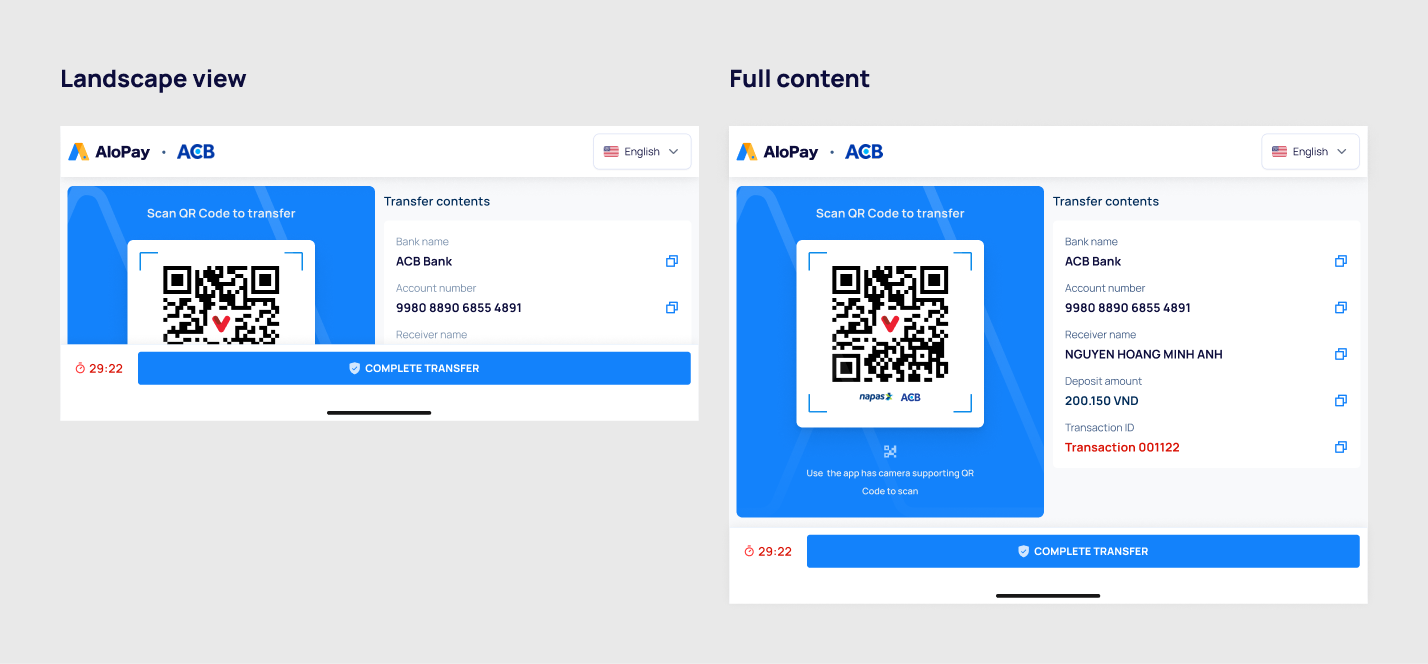 Landscape view
AloPay • ACB
English
Scan QR Code to transfer
Transfer contents
Bank name
ACB Bank
Account number
9980 8890 6855 4891
Receiver name
29:22
COMPLETE TRANSFER
Full content
AloPay • ACB
English
Scan QR Code to transfer
napas ACB
Use the app has camera supporting QR
Code to scan
Transfer contents
Bank name
ACB Bank
Account number
9980 8890 6855 4891
Receiver name
NGUYEN HOANG MINH ANH
Deposit amount
200.150 VND
Transaction ID
Transaction 001122
29:22
COMPLETE TRANSFER